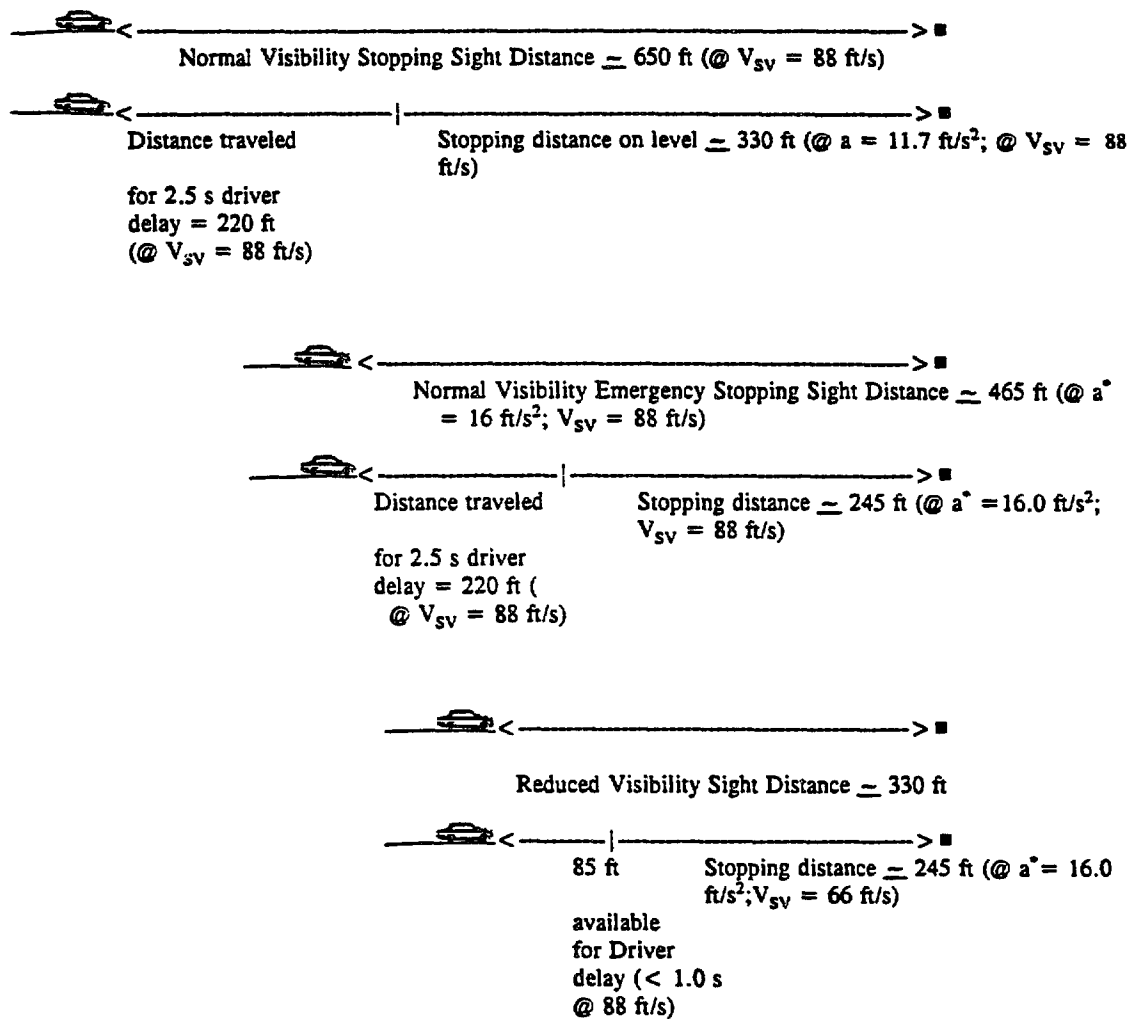 Normal Visibility Stopping Sight Distance ≃ 650 ft (@ V_SV = 88 ft/s)
Distance traveled
for 2.5 s driver
delay = 220 ft
(@ V_SV = 88 ft/s)
Stopping distance on level ≃ 330 ft (@ a = 11.7 ft/s²; @ V_SV = 88
ft/s)
Normal Visibility Emergency Stopping Sight Distance ≃ 465 ft (@ a*
= 16 ft/s²; V_SV = 88 ft/s)
Distance traveled
for 2.5 s driver
delay = 220 ft (
@ V_SV = 88 ft/s)
Stopping distance ≃ 245 ft (@ a* =16.0 ft/s²;
V_SV = 88 ft/s)
Reduced Visibility Sight Distance ≃ 330 ft
85 ft
available
for Driver
delay (< 1.0 s
@ 88 ft/s)
Stopping distance ≃ 245 ft (@ a*= 16.0
ft/s²;V_SV = 66 ft/s)